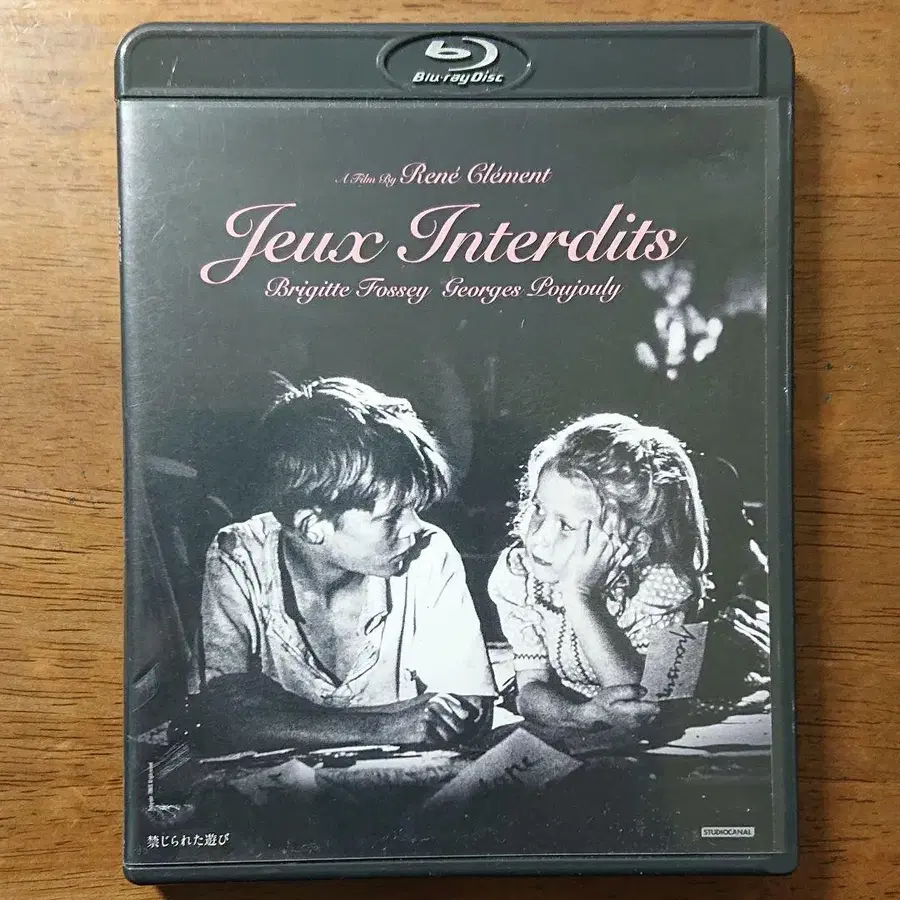 Blu-ray Disc
A Film By René Clément
Jeux Interdits
Brigitte Fossey Georges Poujouly
禁じられた遊び
STUDIOCANAL